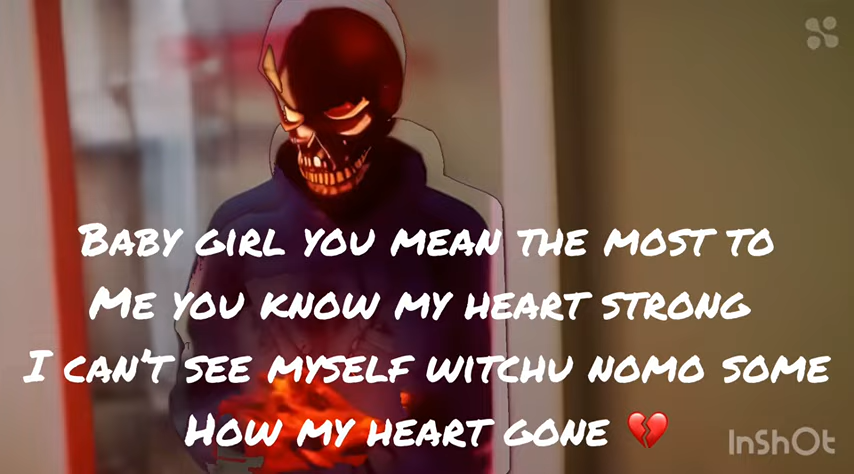 Baby girl you mean the most to
Me you know my heart strong
I can't see myself witchu nomo some
How my heart gone 💔
InShOt